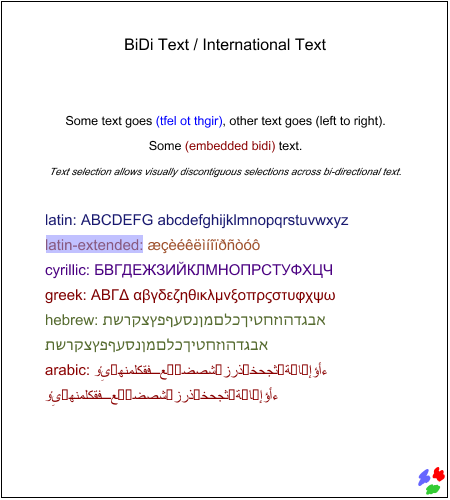 BiDi Text / International Text
Some text goes (tfel ot thgir), other text goes (left to right).
Some (embedded bidi) text.
Text selection allows visually discontiguous selections across bi-directional text.
latin: ABCDEFG abcdefghijklmnopqrstuvwxyz
latin-extended: æçèéêëìíîïðñòóô
cyrillic: БВГДЕЖЗИЙКЛМНОПРСТУФХЦЧ
greek: ΑΒΓΔ αβγδεζηθικλμνξοπρςστυφχψω
hebrew: אבגדהוזחטיךכלםמןנסעףפץצקרשת
אבגדהוזחטיךכלםמןנסעףפץצקרשת
arabic: